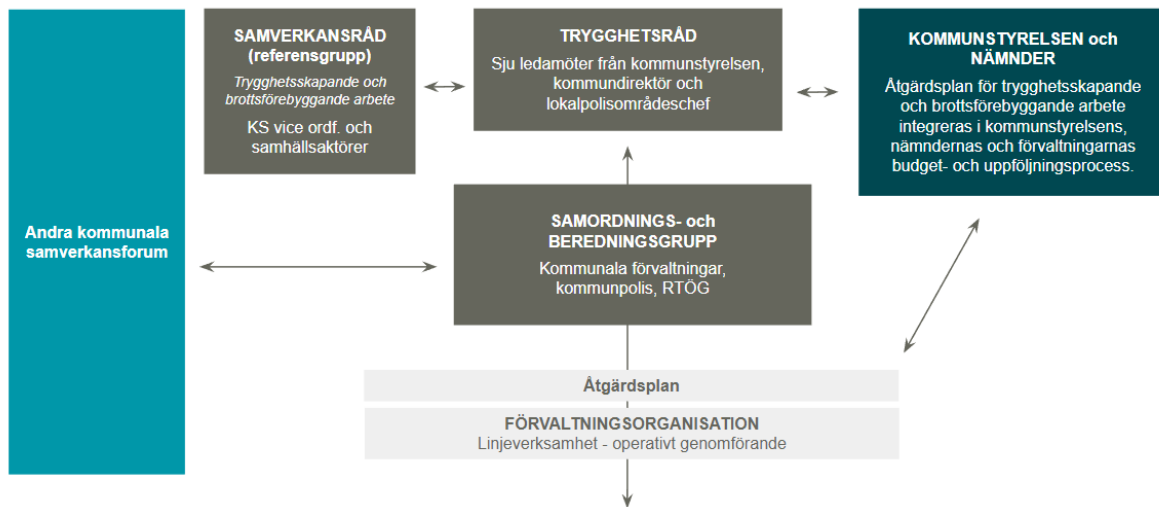 SAMVERKANSRÅD
(referensgrupp)
Trygghetsskapande och
brottsförebyggande arbete
KS vice ordf. och
samhällsaktörer
TRYGGHETSRÅD
Sju ledamöter från kommunstyrelsen,
kommundirektör och
lokalpolisområdeschef
KOMMUNSTYRELSEN och
NÄMNDER
Åtgärdsplan för trygghetsskapande
och brottsförebyggande arbete
integreras i kommunstyrelsens,
nämndernas och förvaltningarnas
budget- och uppföljningsprocess.
Andra kommunala
samverkansforum
SAMORDNINGS- och
BEREDNINGSGRUPP
Kommunala förvaltningar,
kommunpolis, RTÖG
Åtgärdsplan
FÖRVALTNINGSORGANISATION
Linjeverksamhet - operativt genomförande